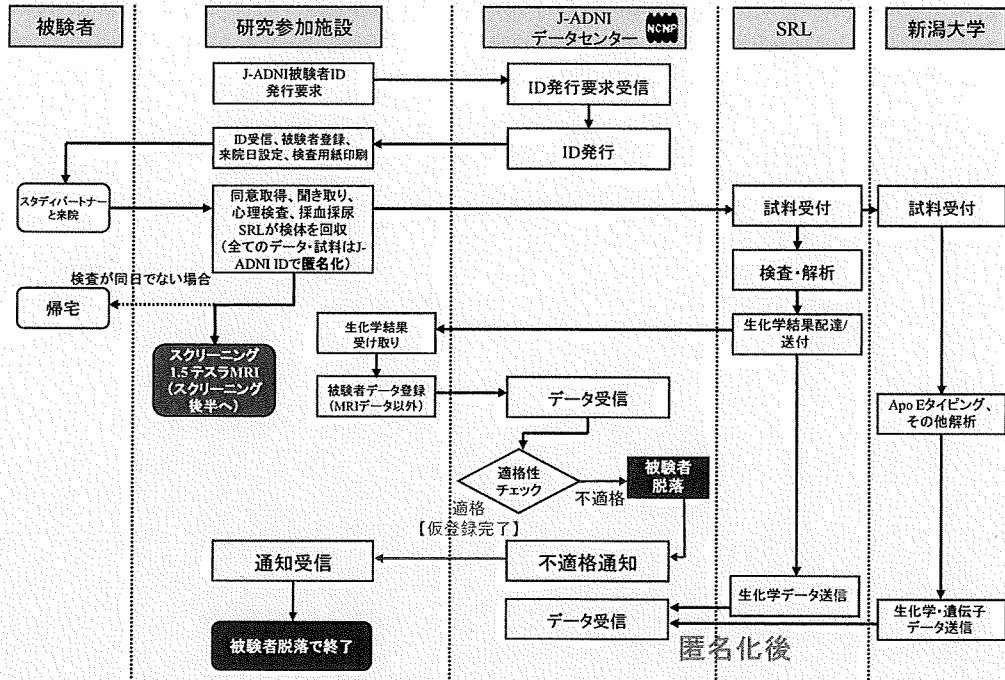 被験者
研究参加施設
J-ADNI
データセンター
NCNP
SRL
新潟大学
J-ADNI被験者ID
発行要求
ID発行要求受信
ID受信、被験者登録、
来院日設定、検査用紙印刷
ID発行
スタディパートナー
と来院
同意取得、聞き取り、
心理検査、採血採尿
SRLが検体を回収
(全てのデータ・試料はJ-
ADNI IDで匿名化)
試料受付
試料受付
検査が同日でない場合
検査・解析
帰宅
生化学結果
受け取り
生化学結果配達/
送付
スクリーニング
1.5テスラMRI
(スクリーニング
後半へ)
被験者データ登録
(MRIデータ以外)
データ受信
Apo Eタイピング、
その他解析
適格性
チェック
不適格
被験者
脱落
適格
【仮登録完了】
通知受信
不適格通知
生化学データ送信
被験者脱落で終了
データ受信
生化学・遺伝子
データ送信
匿名化後